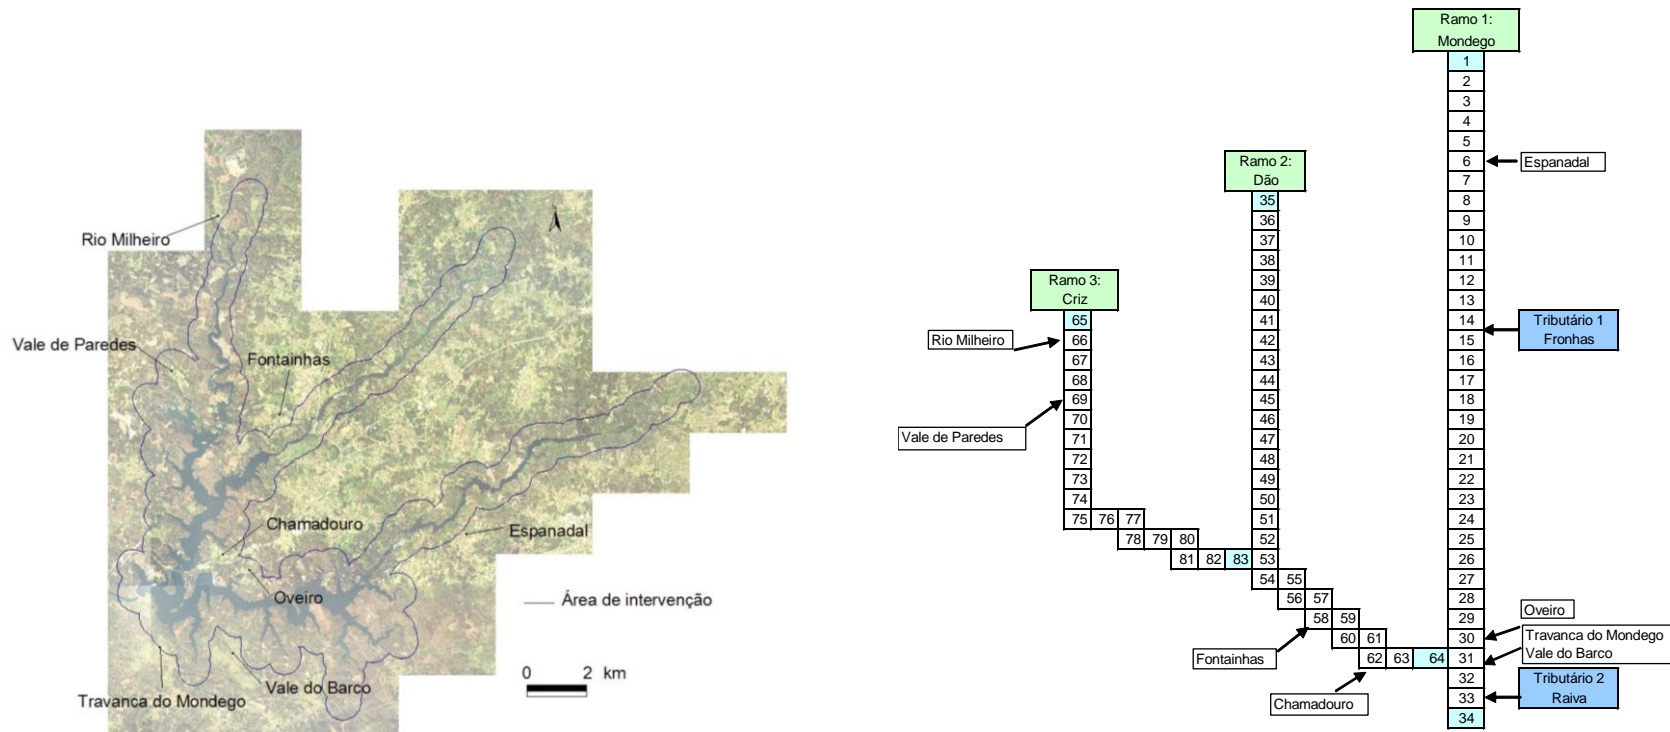 Rio Milheiro
Vale de Paredes
Fontainhas
Chamadouro
Espanadal
Oveiro
Área de intervenção
0 2 km
Travanca do Mondego
Vale do Barco
Ramo 1:
Mondego
1
2
3
4
5
6
7
8
9
10
11
12
13
14
15
16
17
18
19
20
21
22
23
24
25
26
27
28
29
30
31
32
33
34
Espanadal
Tributário 1
Fronhas
Oveiro
Travanca do Mondego
Vale do Barco
Tributário 2
Raiva
Ramo 2:
Dão
35
36
37
38
39
40
41
42
43
44
45
46
47
48
49
50
51
52
53
54 55
56 57
58 59
60 61
62 63 64
Fontainhas
Chamadouro
Ramo 3:
Criz
65
66
67
68
69
70
71
72
73
74
75 76 77
78 79 80
81 82 83
Rio Milheiro
Vale de Paredes